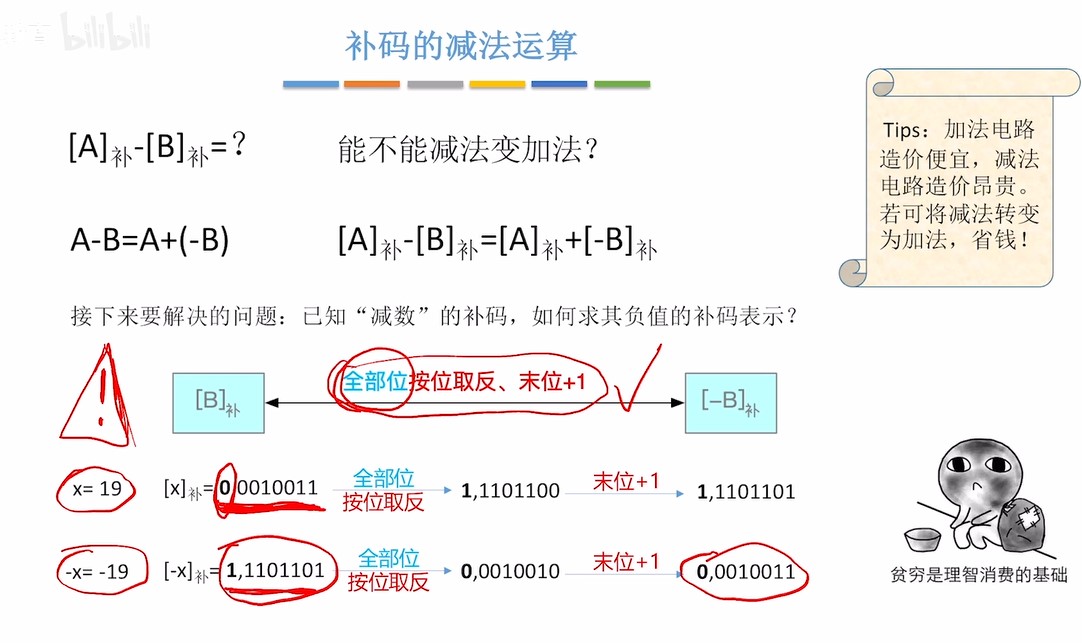 bilibili
补码的减法运算
[A]补-[B]补=？
能不能减法变加法？
A-B=A+(-B)
[A]补-[B]补=[A]补+[-B]补
Tips：加法电路
造价便宜，减法
电路造价昂贵。
若可将减法转变
为加法，省钱！
接下来要解决的问题：已知“减数”的补码，如何求其负值的补码表示？
[B]补
全部位按位取反、末位+1
[-B]补
x= 19
[x]补=0,0010011
全部位
按位取反
1,1101100
末位+1
1,1101101
-x= -19
[-x]补=1,1101101
全部位
按位取反
0,0010010
末位+1
0,0010011
贫穷是理智消费的基础